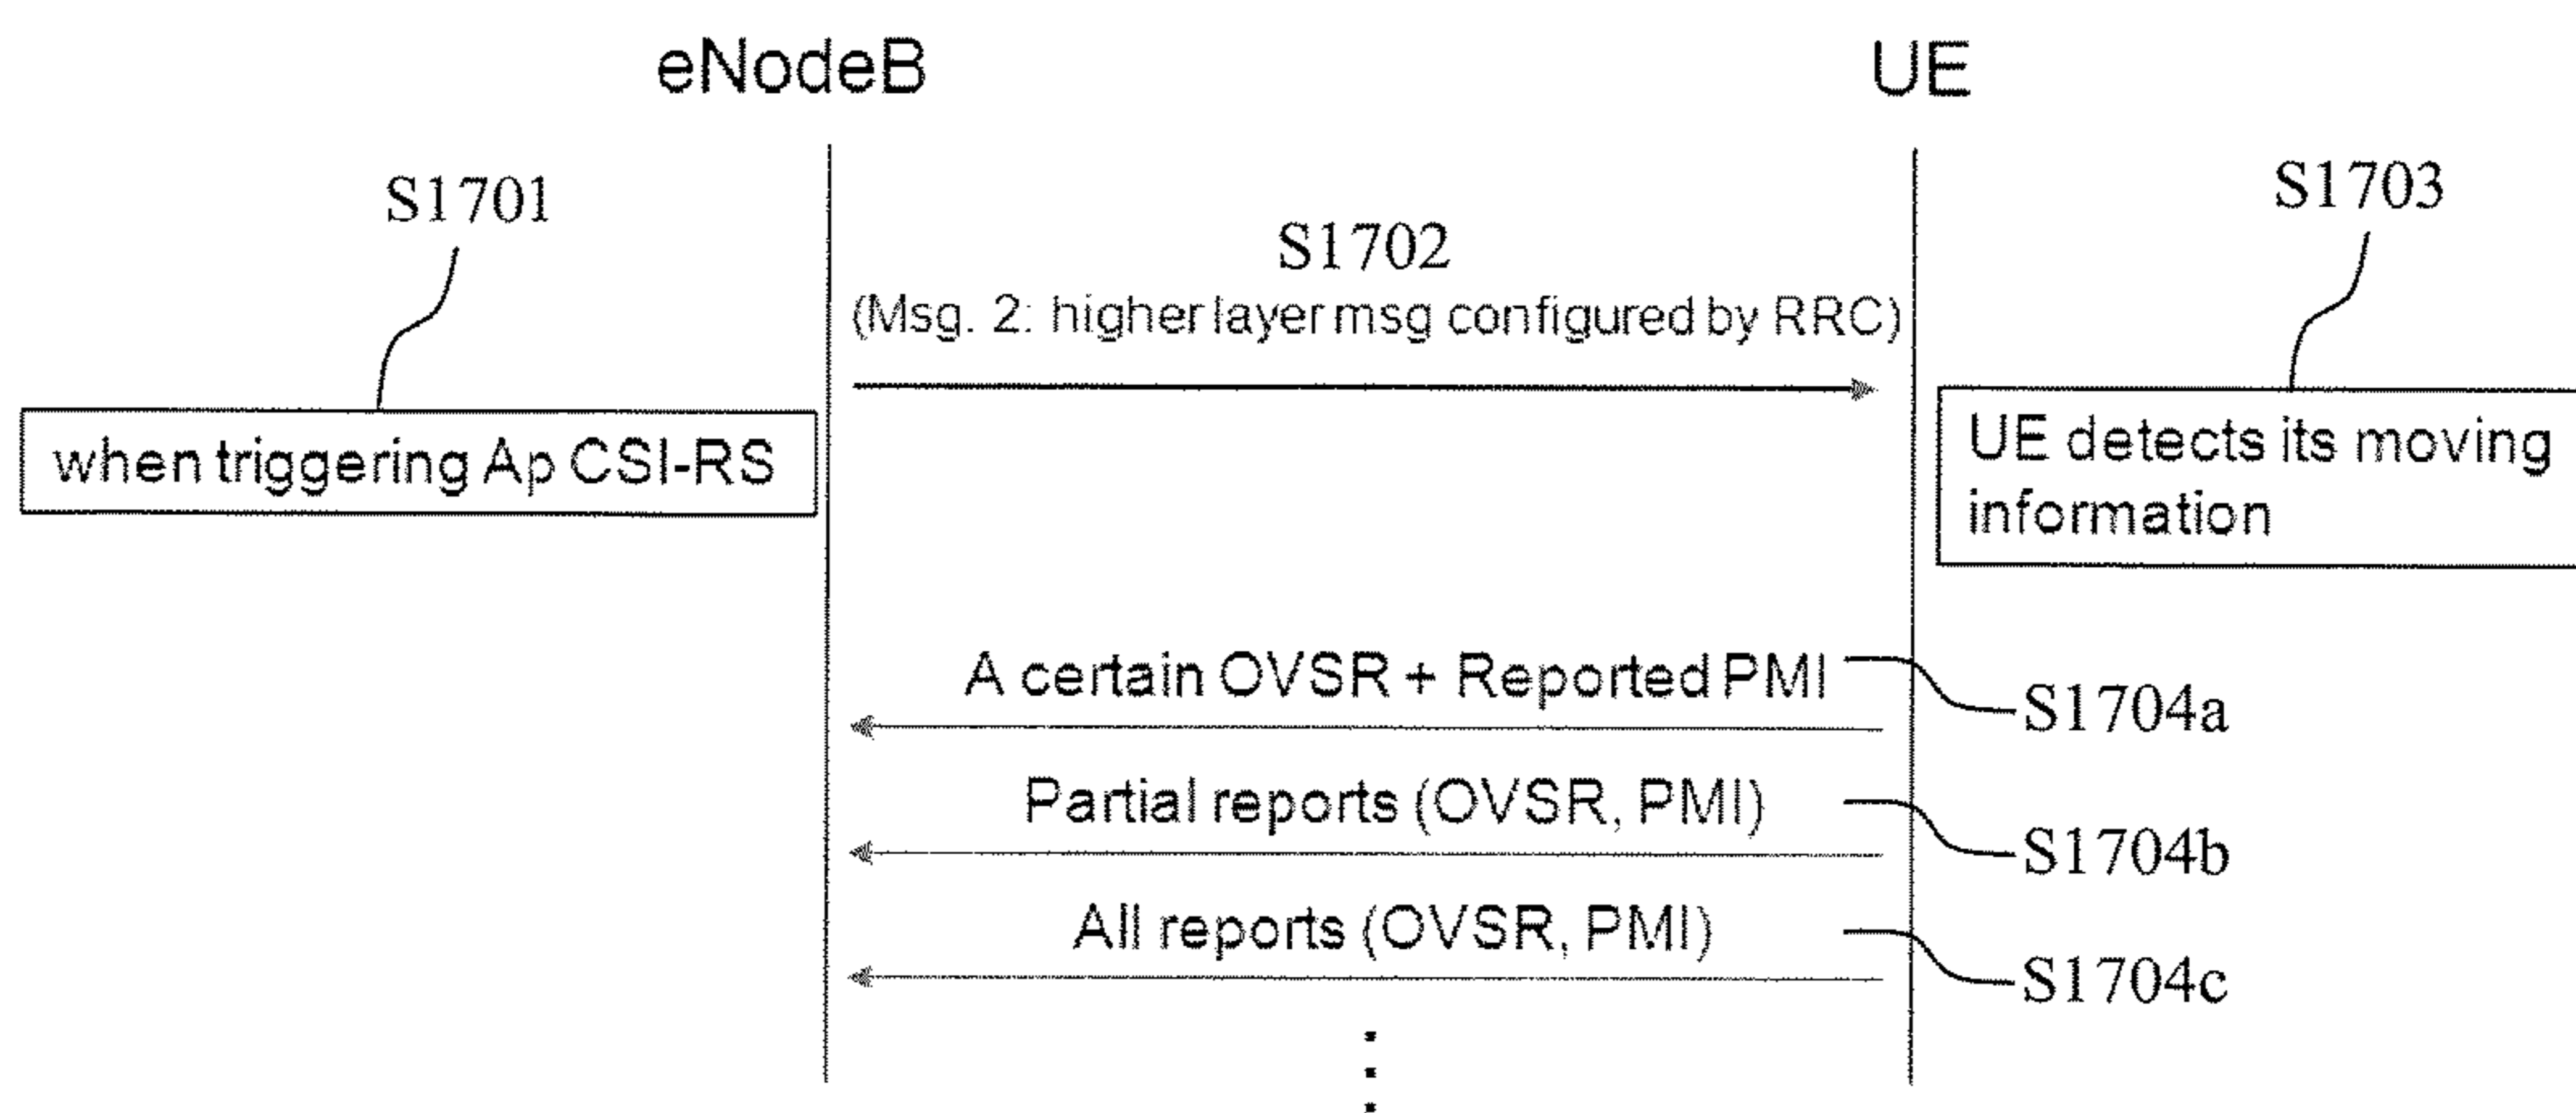 eNodeB
UE
S1701
S1703
S1702
(Msg. 2: higher layer msg configured by RRC)
when triggering Ap CSI-RS
UE detects its moving
information
A certain OVSR + Reported PMI
S1704a
Partial reports (OVSR, PMI)
S1704b
All reports (OVSR, PMI)
S1704c